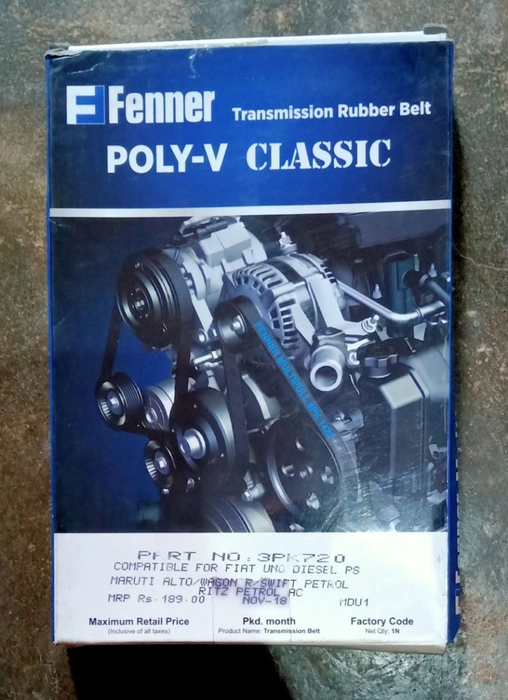 Fenner Transmission Rubber Belt
POLY-V CLASSIC
PART NO.:3PK720
COMPATIBLE FOR FIAT UNO DIESEL PS
MARUTI ALTO/WAGON R/SWIFT PETROL
RITZ PETROL AC
MRP Rs.189.00 NOV-18 MDU1
Maximum Retail Price Pkd. month Factory Code
(Inclusive of all taxes) Product Name: Transmission Belt Net Qty: 1N